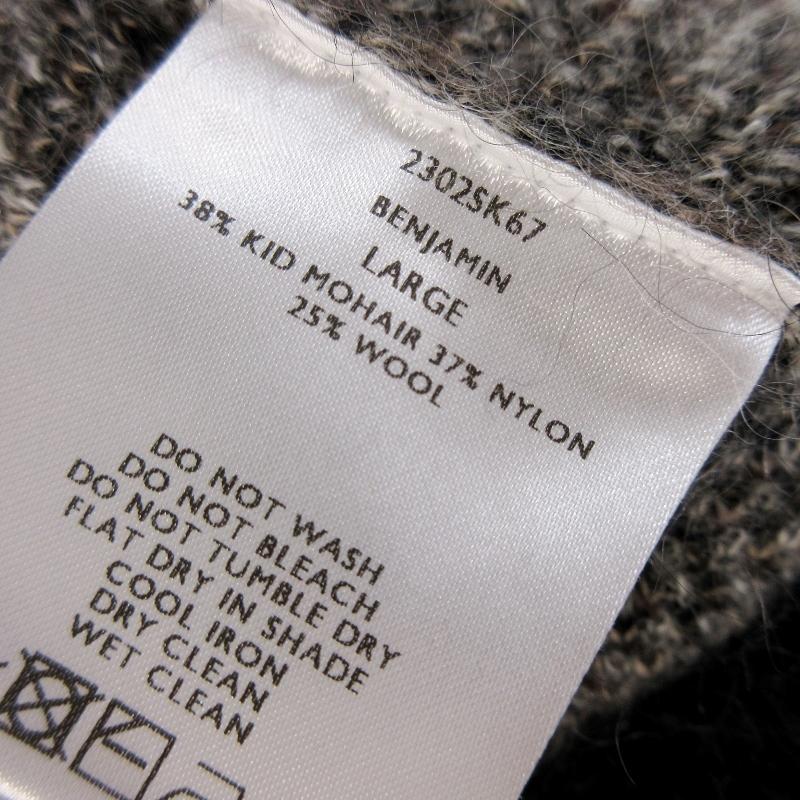 2302SK67
BENJAMIN
LARGE
38% KID MOHAIR 37% NYLON
25% WOOL
DO NOT WASH
DO NOT BLEACH
DO NOT TUMBLE DRY
FLAT DRY IN SHADE
COOL IRON
DRY CLEAN
WET CLEAN